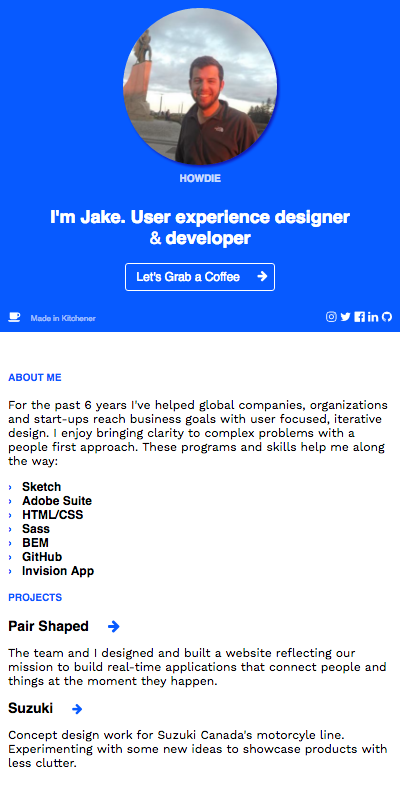 HOWDIE
I'm Jake. User experience designer
& developer
Let's Grab a Coffee
Made in Kitchener
ABOUT ME
For the past 6 years I've helped global companies, organizations
and start-ups reach business goals with user focused, iterative
design. I enjoy bringing clarity to complex problems with a
people first approach. These programs and skills help me along
the way:
› Sketch
› Adobe Suite
› HTML/CSS
› Sass
› BEM
› GitHub
› Invision App
PROJECTS
Pair Shaped
The team and I designed and built a website reflecting our
mission to build real-time applications that connect people and
things at the moment they happen.
Suzuki
Concept design work for Suzuki Canada's motorcyle line.
Experimenting with some new ideas to showcase products with
less clutter.